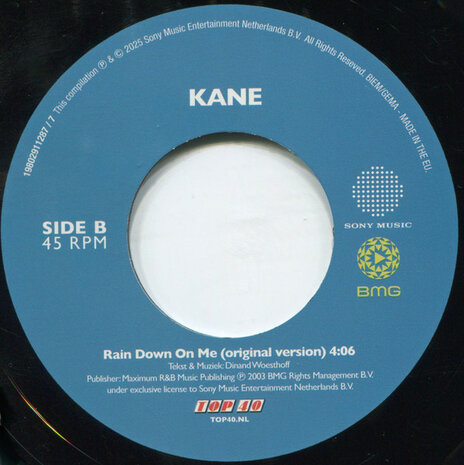 19802911287 / 7 This compilation ℗ & © 2025 Sony Music Entertainment Netherlands B.V. All Rights Reserved. BIEM/GEMA - MADE IN THE EU.
KANE
SIDE B
45 RPM
SONY MUSIC
BMG
Rain Down On Me (original version) 4:06
Tekst & Muziek: Dinand Woesthoff
Publisher: Maximum R&B Music Publishing ℗ 2003 BMG Rights Management B.V.
under exclusive license to Sony Music Entertainment Netherlands B.V.
TOP 40
TOP40.NL